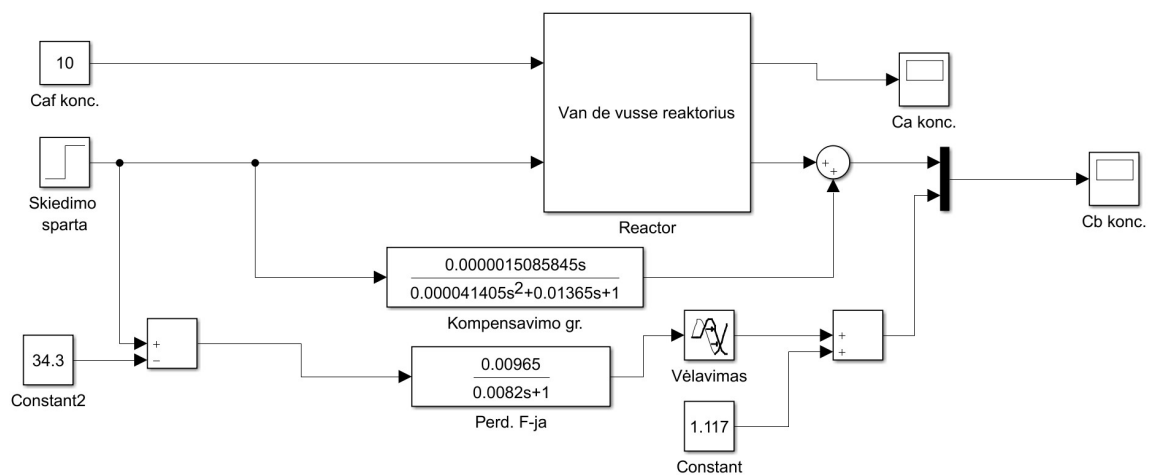 10
Caf konc.
Skiedimo
sparta
Van de vusse reaktorius
Reactor
Ca konc.
+
+
Cb konc.
0.0000015085845s
0.000041405s2+0.01365s+1
Kompensavimo gr.
34.3
Constant2
+
−
0.00965
0.0082s+1
Perd. F-ja
Vėlavimas
+
+
1.117
Constant